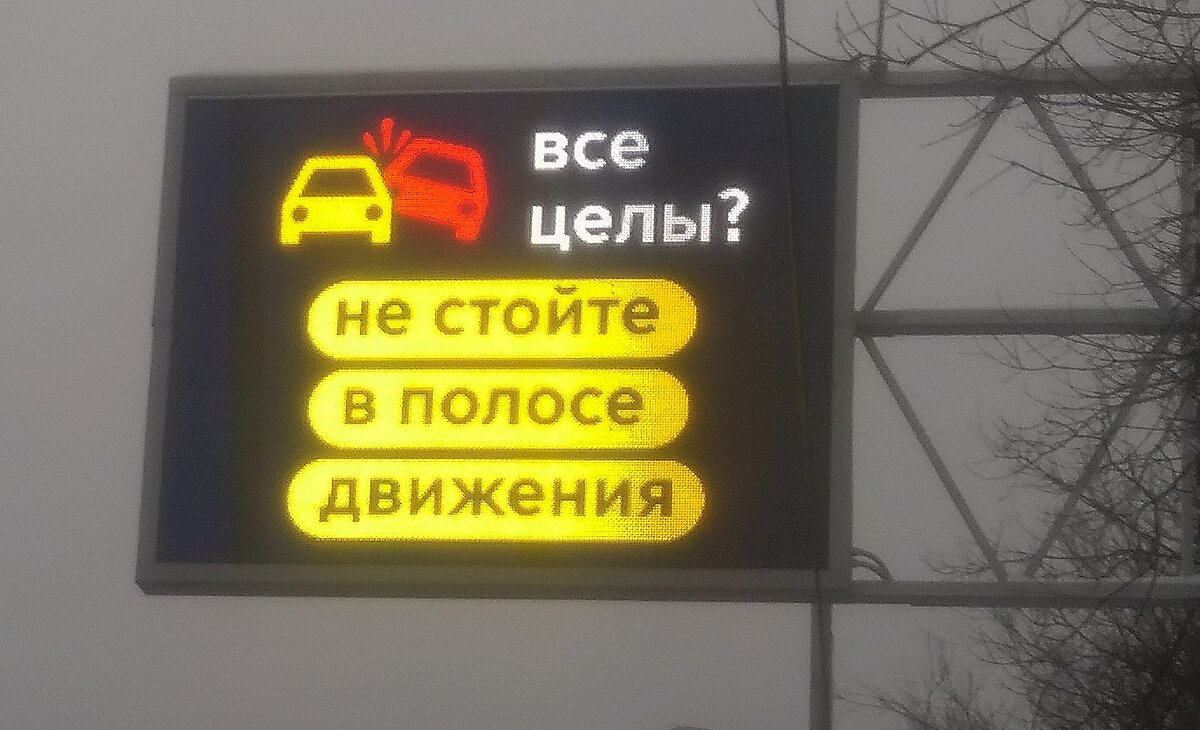 все
целы?
не стойте
в полосе
движения